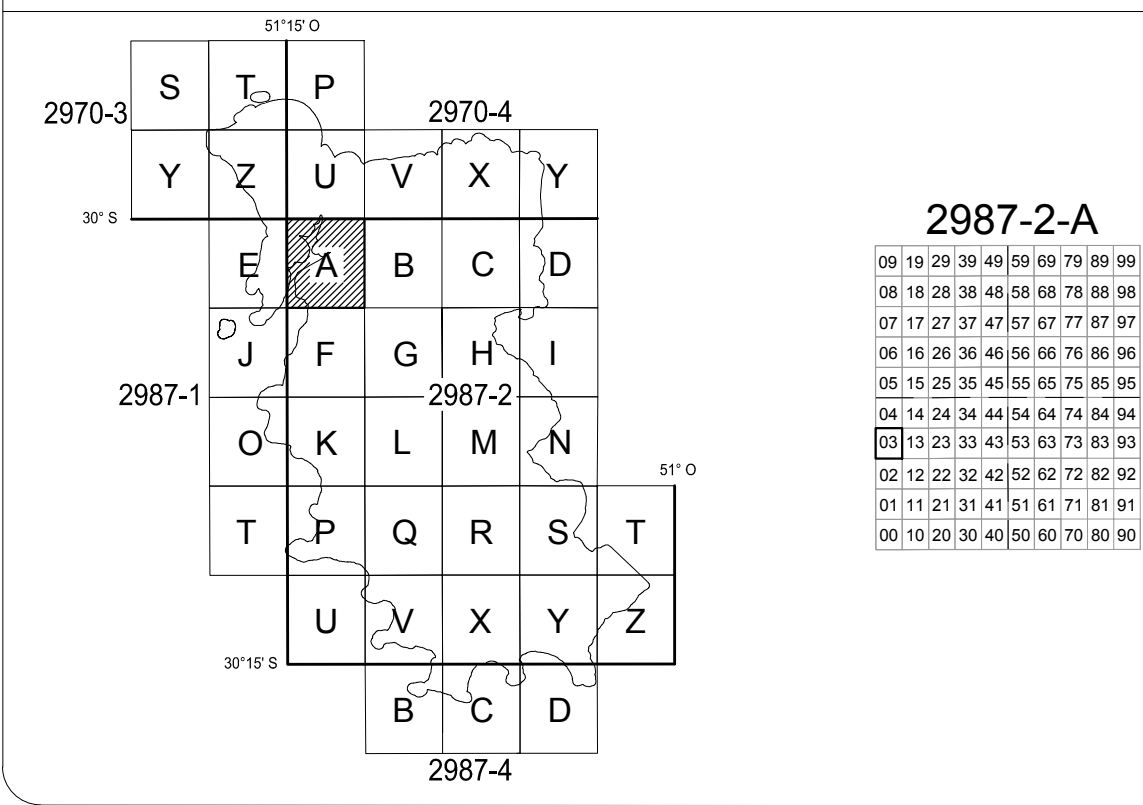 51°15' O
S T P
2970-3 2970-4
Y Z U V X Y
30° S
E A B C D
J F G H I
2987-1 2987-2
O K L M N
51° O
T P Q R S T
U V X Y Z
30°15' S
B C D
2987-4
2987-2-A
09 19 29 39 49 59 69 79 89 99
08 18 28 38 48 58 68 78 88 98
07 17 27 37 47 57 67 77 87 97
06 16 26 36 46 56 66 76 86 96
05 15 25 35 45 55 65 75 85 95
04 14 24 34 44 54 64 74 84 94
03 13 23 33 43 53 63 73 83 93
02 12 22 32 42 52 62 72 82 92
01 11 21 31 41 51 61 71 81 91
00 10 20 30 40 50 60 70 80 90